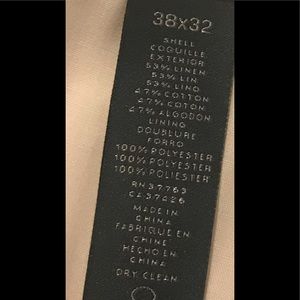 38x32
SHELL
COQUILLE
EXTERIOR
53% LINEN
53% LIN
53% LINO
47% COTTON
47% COTON
47% ALGODON
LINING
DOUBLURE
FORRO
100% POLYESTER
100% POLYESTER
100% POLIESTER
RN37763
CA37426
MADE IN
CHINA
FABRIQUE EN
CHINE
HECHO EN
CHINA
DRY CLEAN